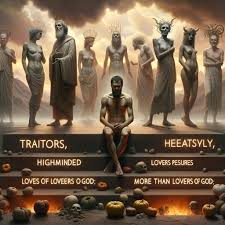 TRAITORS, HEEATSYLY,
HIGHMINDED LOVERS PESURES
LOVES OF LOVEERS O GOD; MORE THAN LOVERS OF GOD;